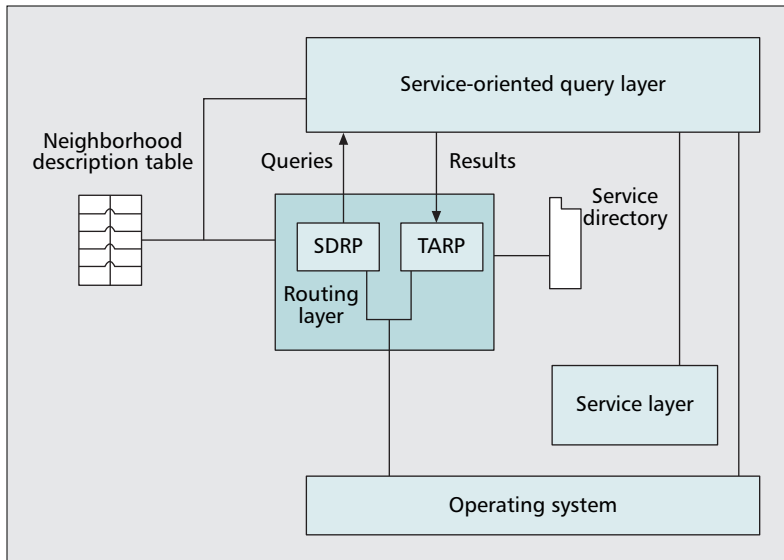 Service-oriented query layer
Neighborhood
description table
Queries
Results
Service
directory
SDRP
TARP
Routing
layer
Service layer
Operating system